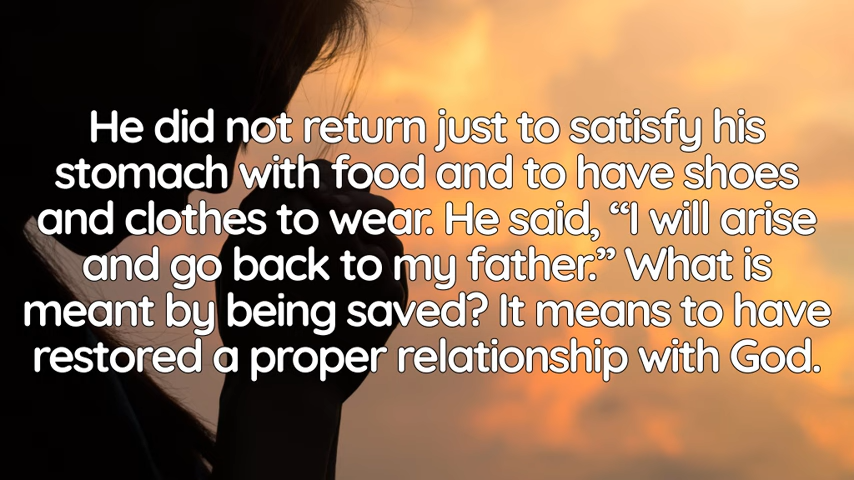 He did not return just to satisfy his
stomach with food and to have shoes
and clothes to wear. He said, “I will arise
and go back to my father.” What is
meant by being saved? It means to have
restored a proper relationship with God.